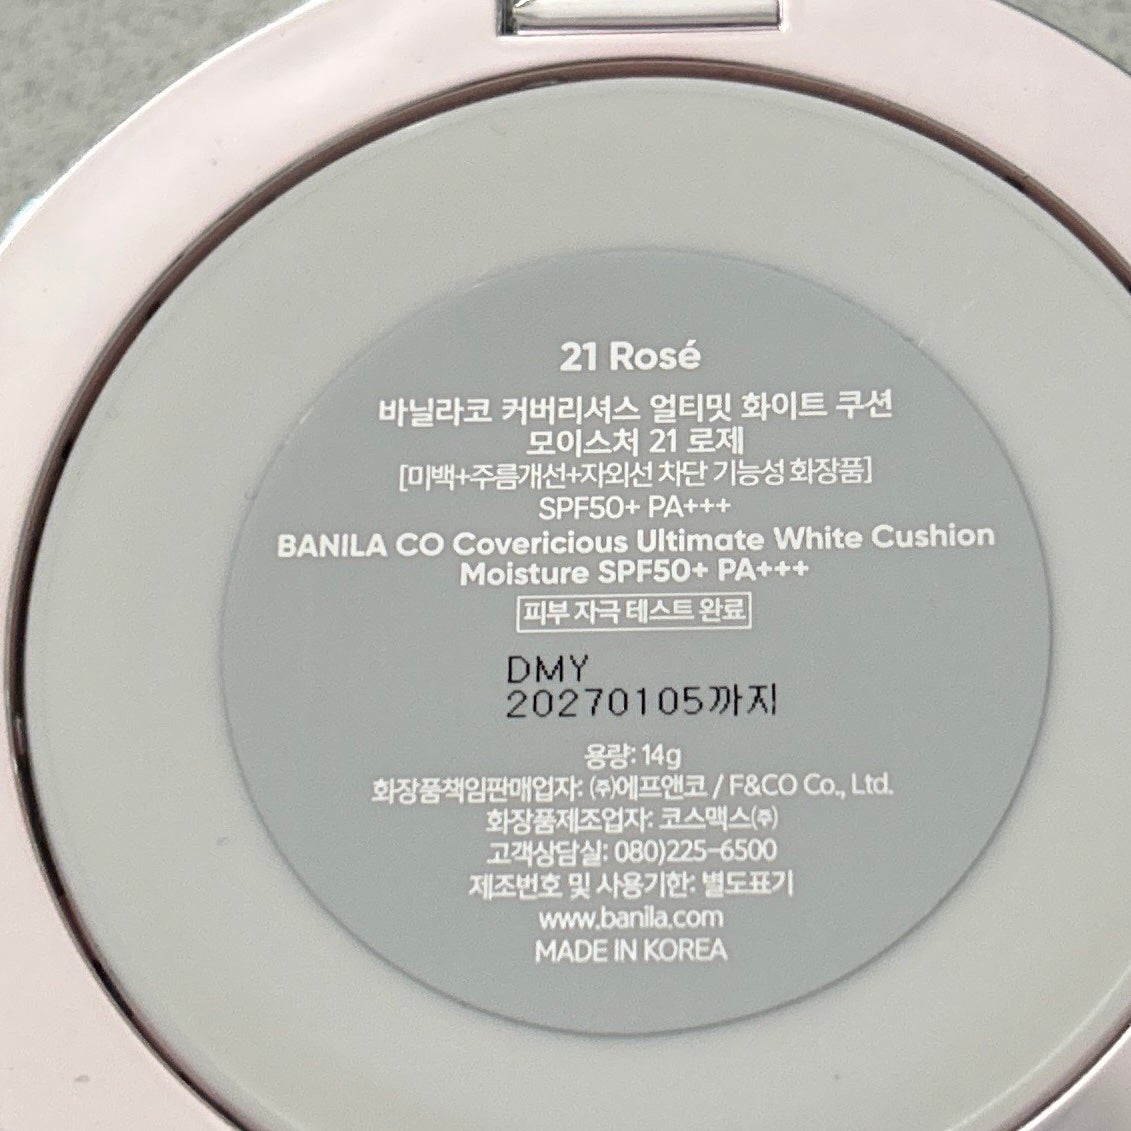 21 Rosé
바닐라코 커버리셔스 얼티밋 화이트 쿠션
모이스처 21 로제
[미백+주름개선+자외선 차단 기능성 화장품]
SPF50+ PA+++
BANILA CO Covericious Ultimate White Cushion
Moisture SPF50+ PA+++
피부 자극 테스트 완료
DMY
20270105까지
용량: 14g
화장품책임판매업자: ㈜에프앤코 / F&CO Co., Ltd.
화장품제조업자: 코스맥스㈜
고객상담실: 080)225-6500
제조번호 및 사용기한: 별도표기
www.banila.com
MADE IN KOREA